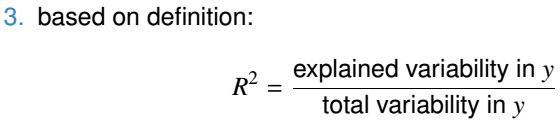 3. based on definition:
R² = explained variability in y / total variability in y